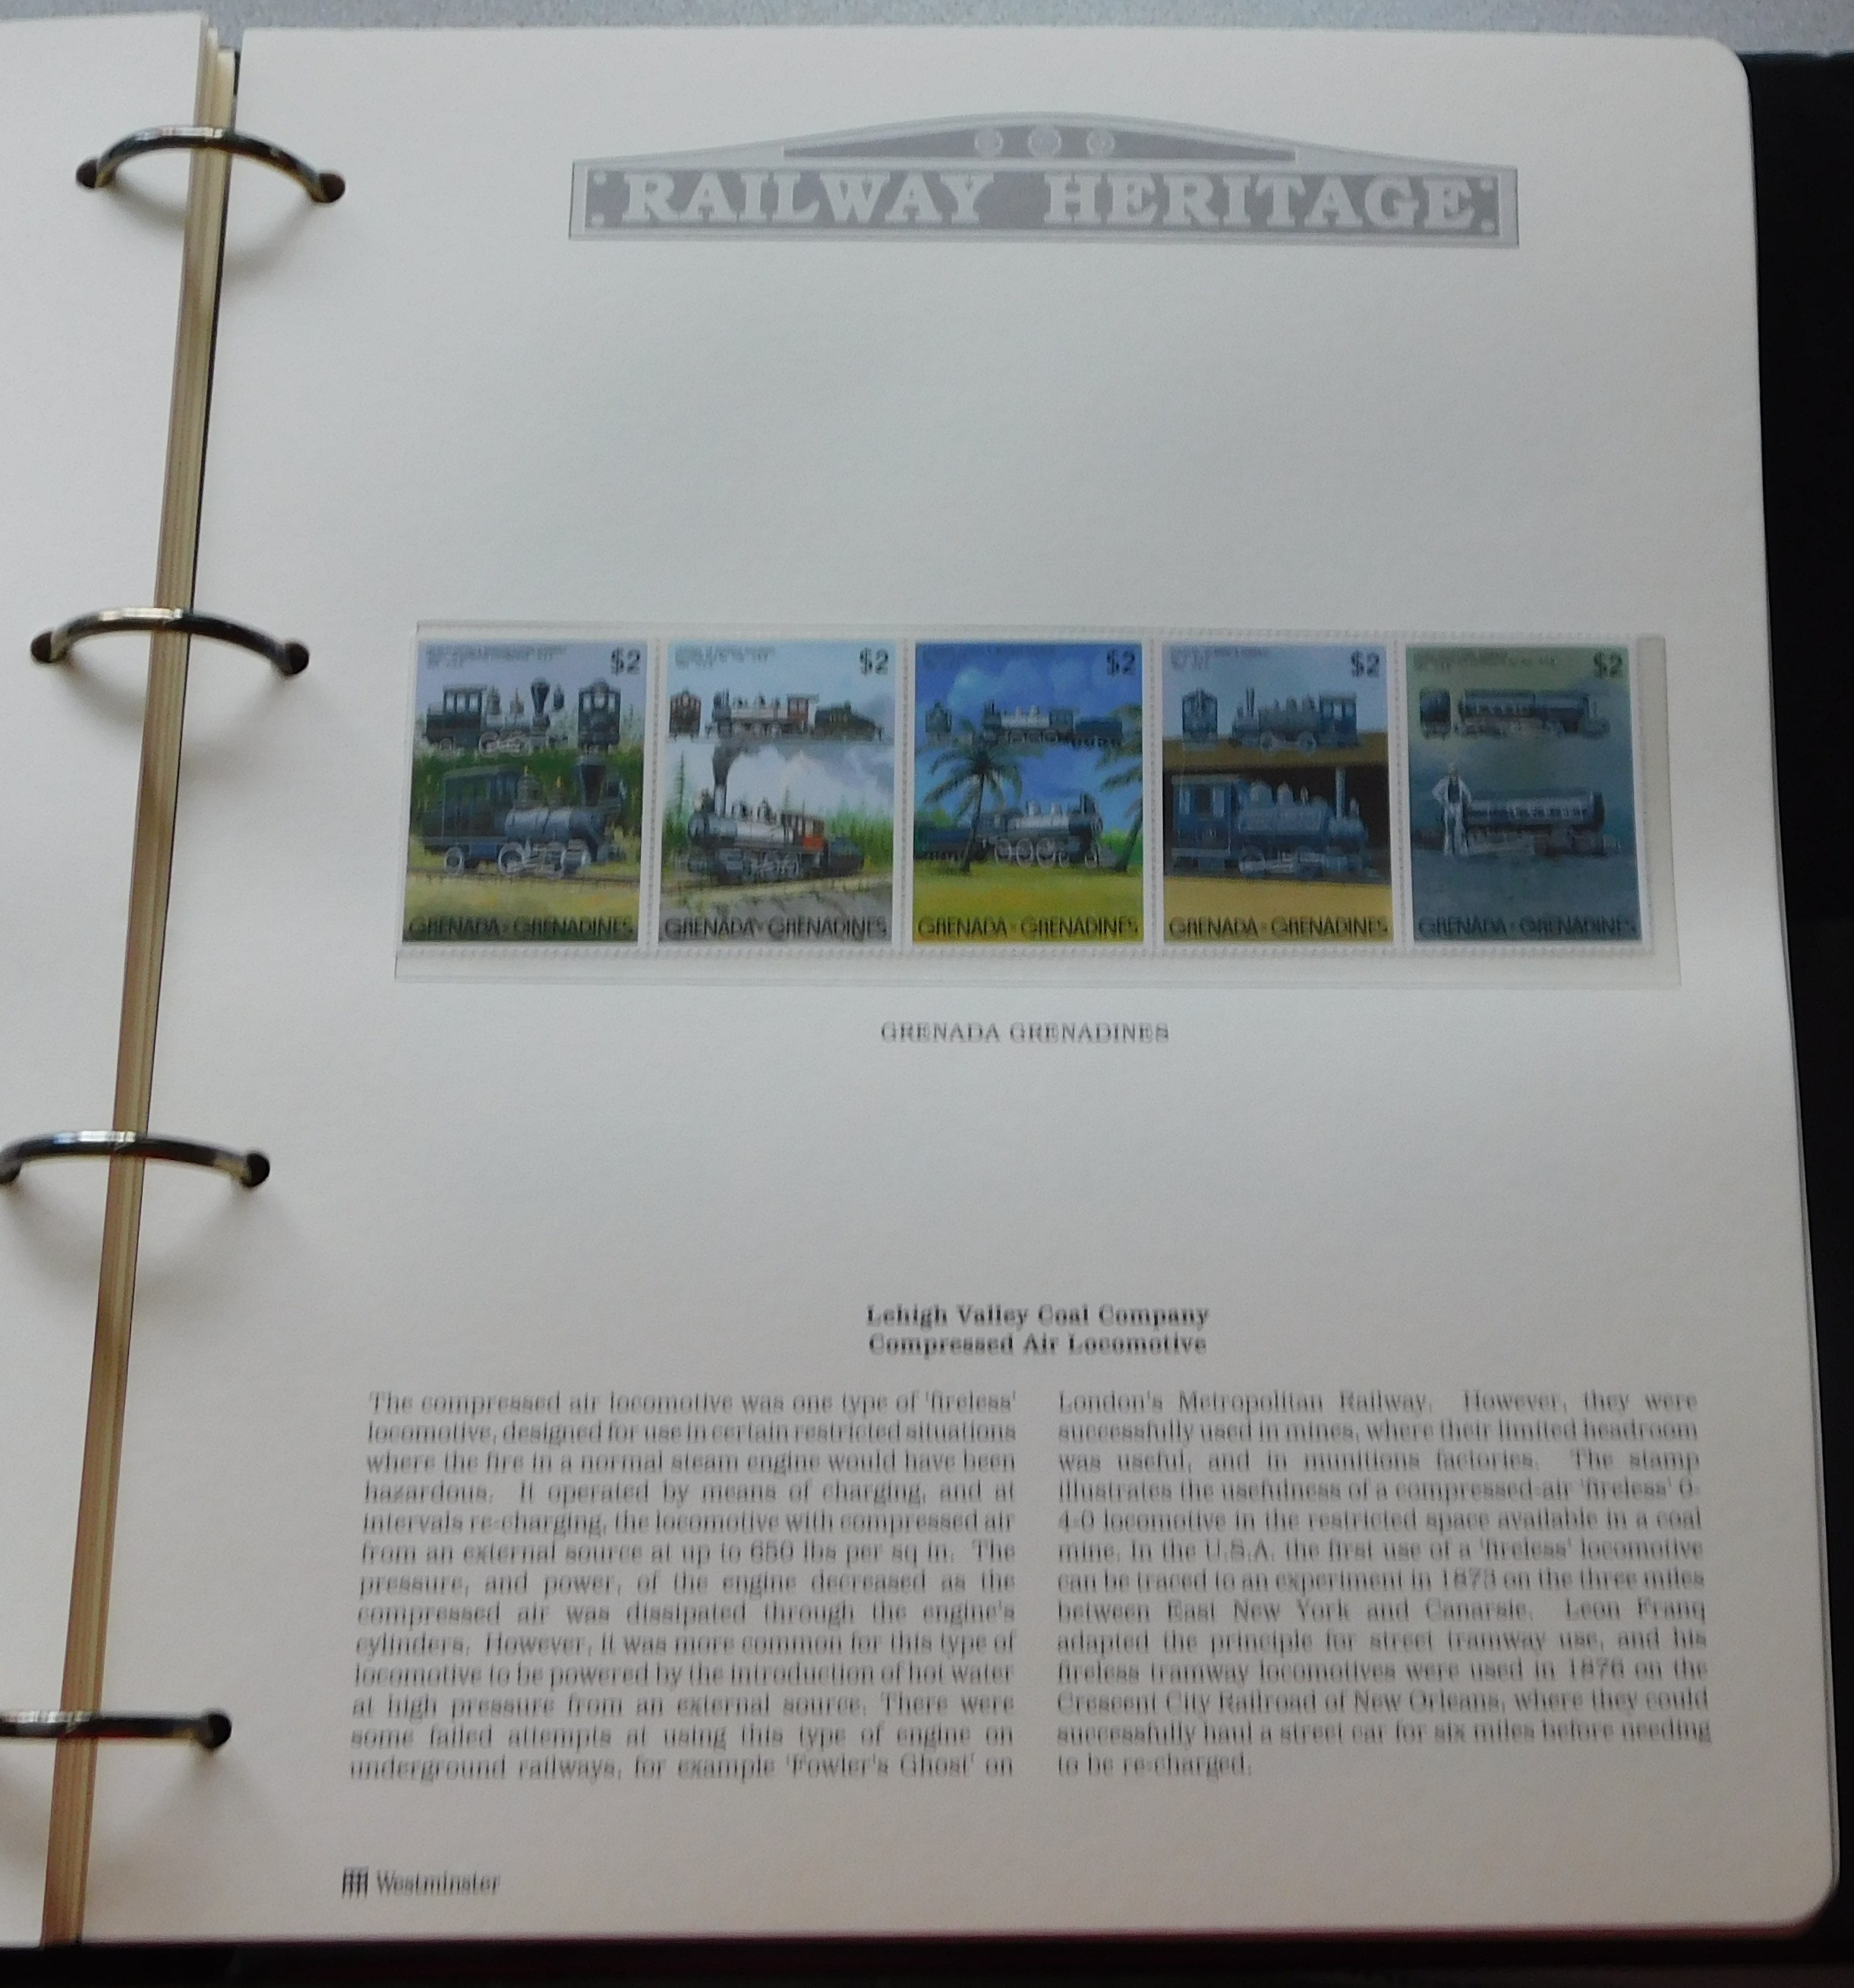 RAILWAY HERITAGE
$2
$2
$2
$2
$2
GRENADA - GRENADINES
GRENADA - GRENADINES
GRENADA - GRENADINES
GRENADA - GRENADINES
GRENADA - GRENADINES
GRENADA GRENADINES
Lehigh Valley Coal Company
Compressed Air Locomotive
The compressed air locomotive was one type of 'fireless'
locomotive, designed for use in certain restricted situations
where the fire in a normal steam engine would have been
hazardous. It operated by means of charging, and at
intervals re-charging, the locomotive with compressed air
from an external source at up to 650 lbs per sq in. The
pressure, and power, of the engine decreased as the
compressed air was dissipated through the engine's
cylinders. However, it was more common for this type of
locomotive to be powered by the introduction of hot water
at high pressure from an external source. There were
some failed attempts at using this type of engine on
underground railways, for example 'Fowler's Ghost' on
London's Metropolitan Railway. However, they were
successfully used in mines, where their limited headroom
was useful, and in munitions factories. The stamp
illustrates the usefulness of a compressed-air 'fireless' 0-
4-0 locomotive in the restricted space available in a coal
mine. In the U.S.A. the first use of a 'fireless' locomotive
can be traced to an experiment in 1873 on the three miles
between East New York and Canarsie. Leon Franq
adapted the principle for street tramway use, and his
fireless tramway locomotives were used in 1876 on the
Crescent City Railroad of New Orleans, where they could
successfully haul a street car for six miles before needing
to be re-charged.
Westminster